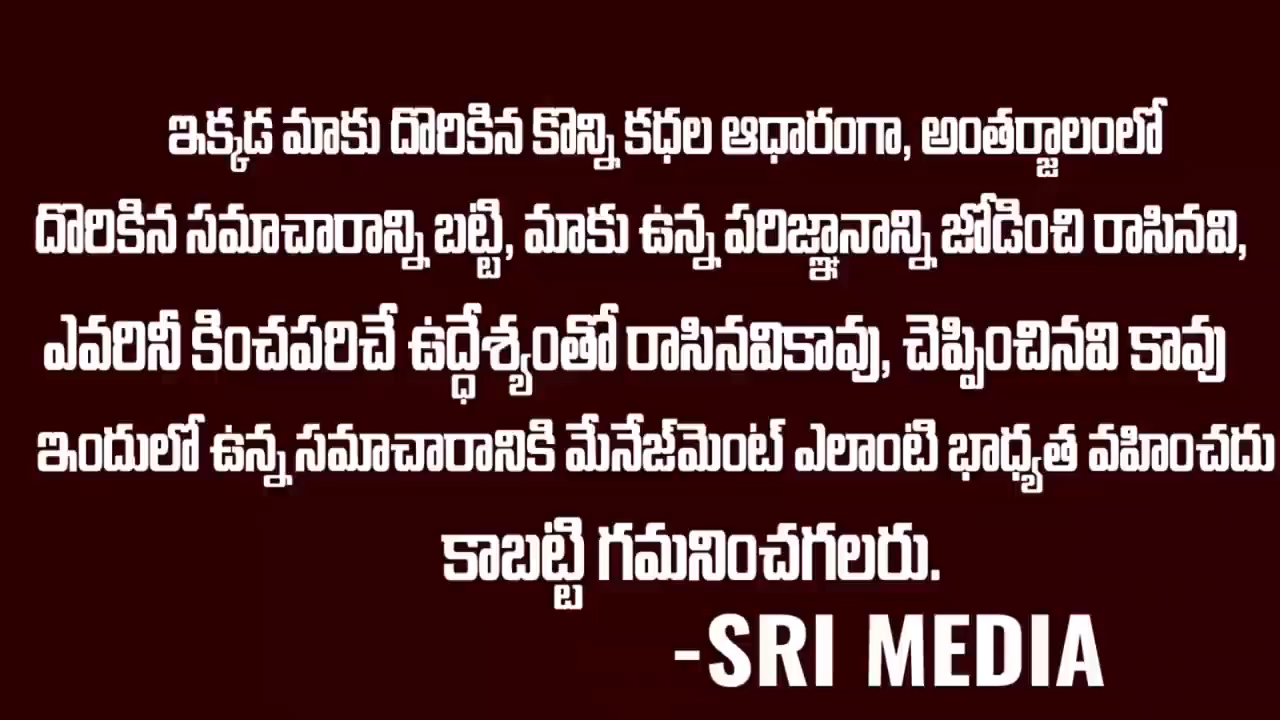 ఇక్కడ మాకు దొరికిన కొన్ని కధల ఆధారంగా, అంతర్జాలంలో
దొరికిన సమాచారాన్ని బట్టి, మాకు ఉన్న పరిజ్ఞానాన్ని జోడించి రాసినవి,
ఎవరినీ కించపరిచే ఉద్ధేశ్యంతో రాసినవికావు, చెప్పించినవి కావు
ఇందులో ఉన్న సమాచారానికి మేనేజ్‌మెంట్ ఎలాంటి భాధ్యత వహించదు
కాబట్టి గమనించగలరు.
-SRI MEDIA